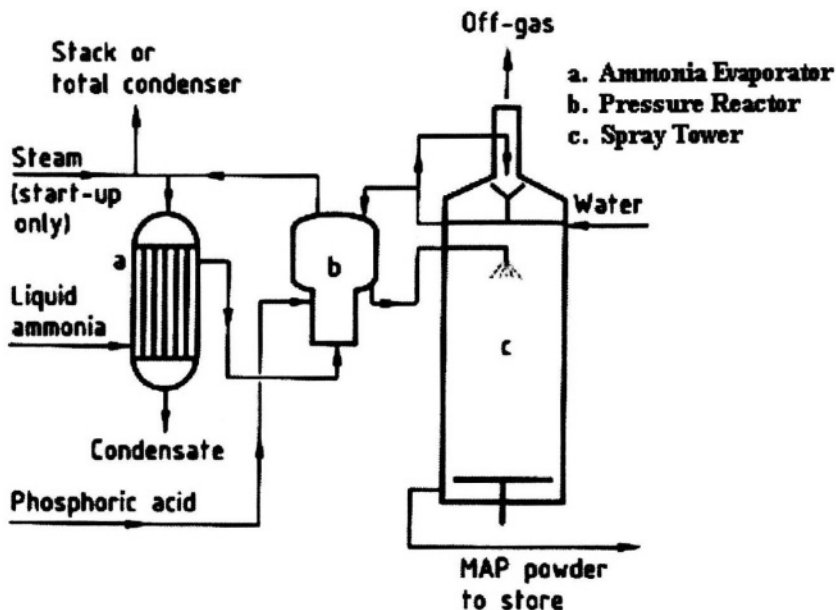 Off-gas
Stack or
total condenser
a. Ammonia Evaporator
b. Pressure Reactor
c. Spray Tower
Steam
(start-up
only)
Water
a
b
Liquid
ammonia
c
Condensate
Phosphoric acid
MAP powder
to store